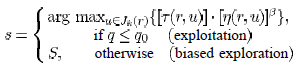 s = { arg max_{u∈J_k(r)} {[τ(r,u)]·[η(r,u)]^β},
if q ≤ q_0 (exploitation)
S, otherwise (biased exploration)